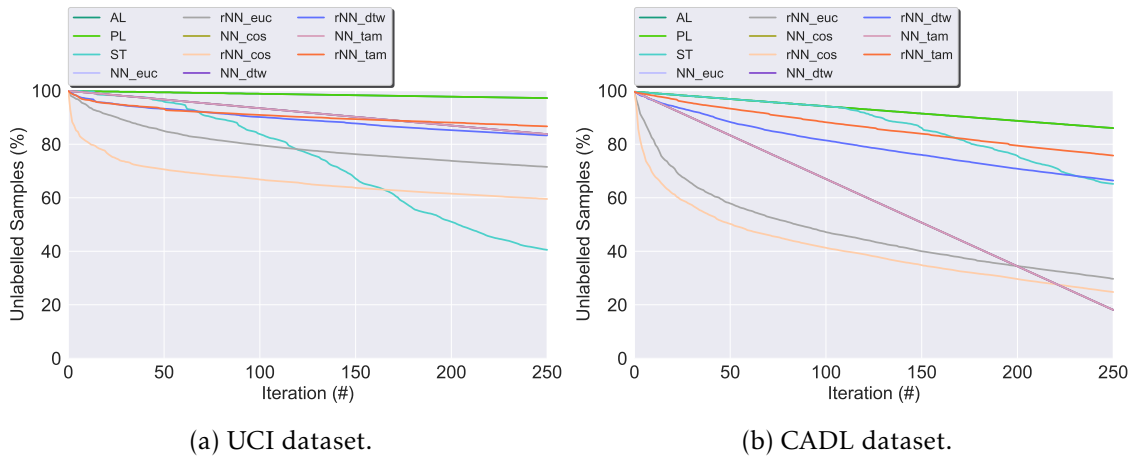 AL rNN_euc rNN_dtw
PL NN_cos NN_tam
ST rNN_cos rNN_tam
NN_euc NN_dtw
100
80
60
40
20
0
Unlabelled Samples (%)
0 50 100 150 200 250
Iteration (#)
(a) UCI dataset.
AL rNN_euc rNN_dtw
PL NN_cos NN_tam
ST rNN_cos rNN_tam
NN_euc NN_dtw
100
80
60
40
20
0
Unlabelled Samples (%)
0 50 100 150 200 250
Iteration (#)
(b) CADL dataset.